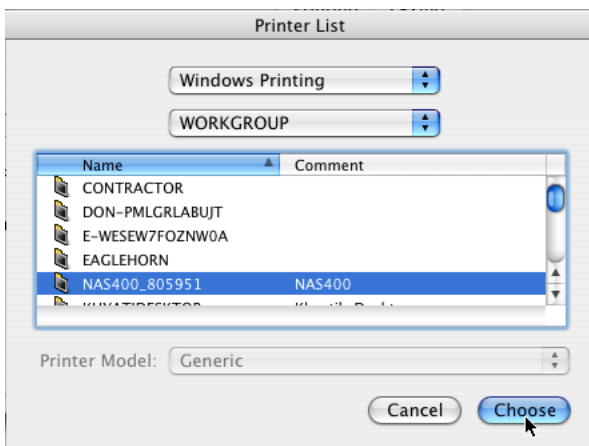 Printer List
Windows Printing
WORKGROUP
Name Comment
CONTRACTOR
DON-PMLGRLABUJT
E-WESEW7FOZNW0A
EAGLEHORN
NAS400_805951 NAS400
Printer Model: Generic
Cancel Choose